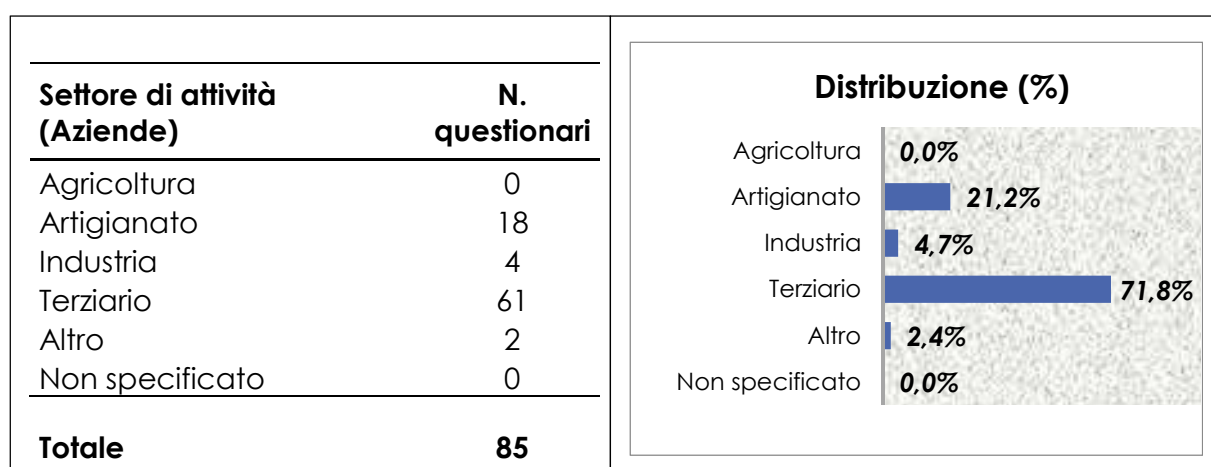 Settore di attività N.
(Aziende) questionari
Agricoltura 0
Artigianato 18
Industria 4
Terziario 61
Altro 2
Non specificato 0
Totale 85
Distribuzione (%)
Agricoltura 0,0%
Artigianato 21,2%
Industria 4,7%
Terziario 71,8%
Altro 2,4%
Non specificato 0,0%